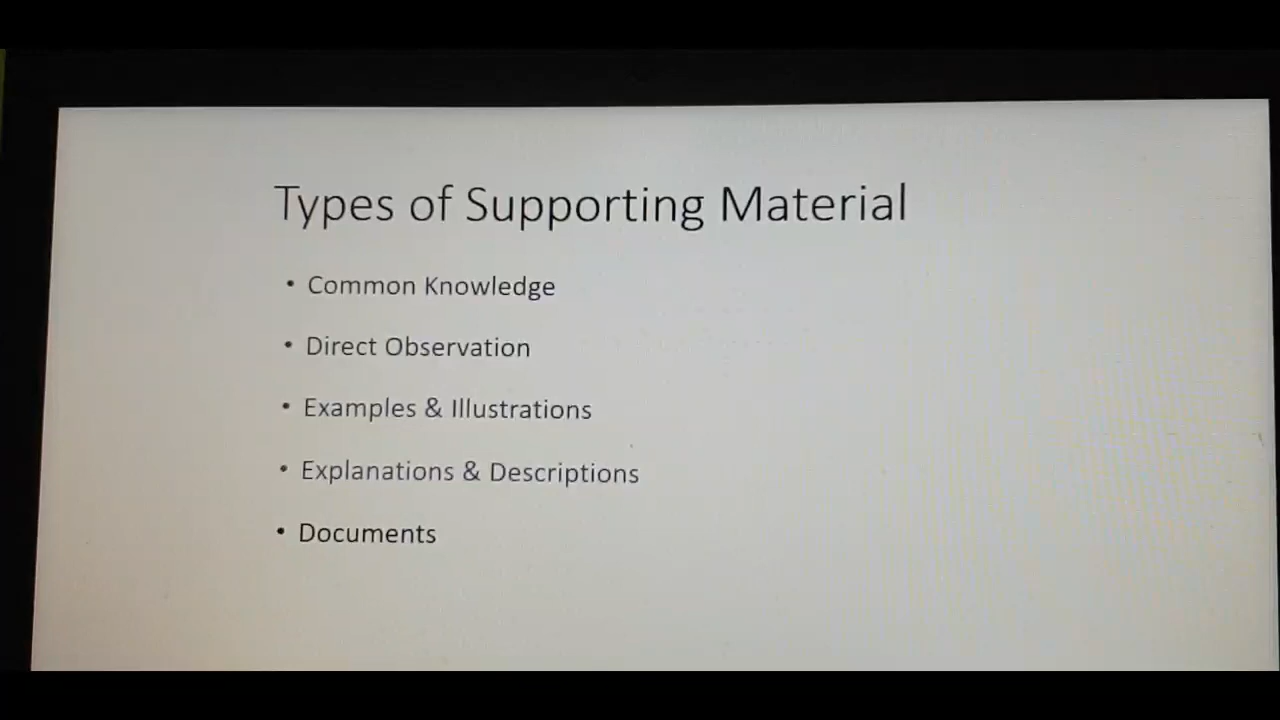 Types of Supporting Material
• Common Knowledge
• Direct Observation
• Examples & Illustrations
• Explanations & Descriptions
• Documents